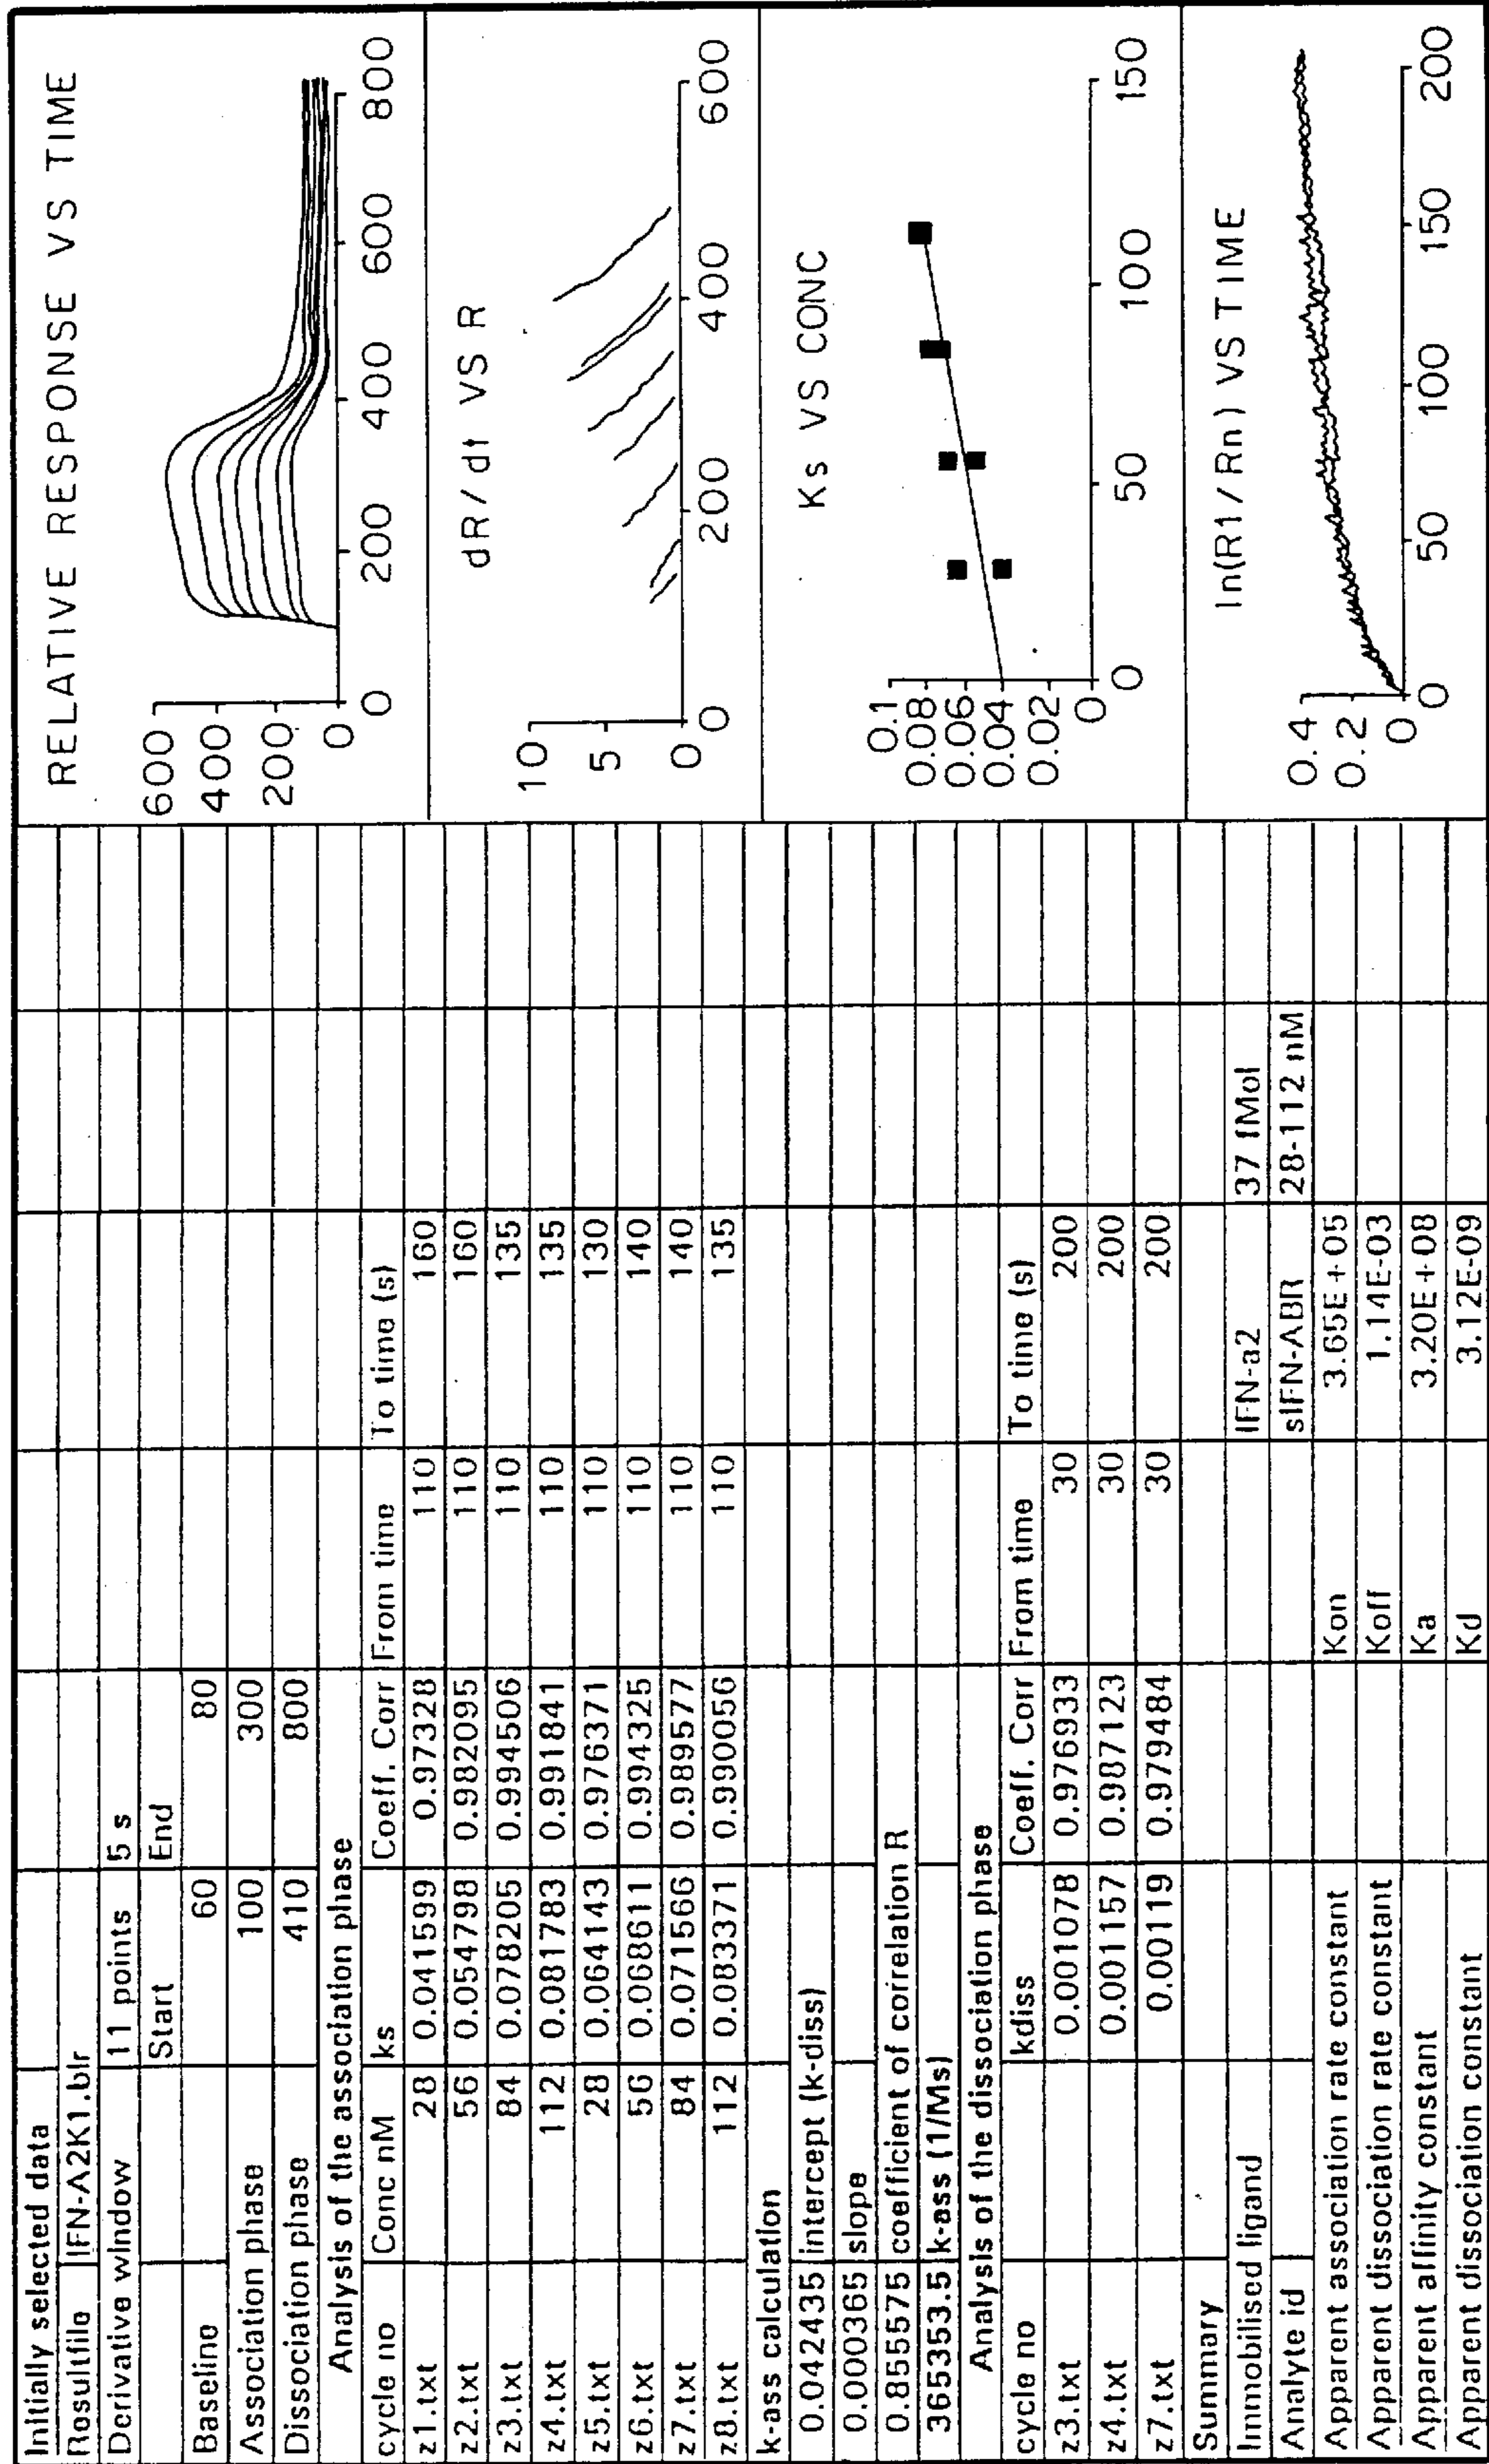 Initially selected data
Resultfile IFN-A2K1.blr
Derivative window 11 points 5 s
Start End
Baseline 60 80
Association phase 100 300
Dissociation phase 410 800
Analysis of the association phase
cycle no Conc nM ks Coeff. Corr From time To time (s)
z1.txt 28 0.041599 0.97328 110 160
z2.txt 56 0.054798 0.982095 110 160
z3.txt 84 0.078205 0.994506 110 135
z4.txt 112 0.081783 0.991841 110 135
z5.txt 28 0.064143 0.976371 110 130
z6.txt 56 0.068611 0.994325 110 140
z7.txt 84 0.071566 0.989577 110 140
z8.txt 112 0.083371 0.990056 110 135
k-ass calculation
0.042435 intercept (k-diss)
0.000365 slope
0.855575 coefficient of correlation R
365353.5 k-ass (1/Ms)
Analysis of the dissociation phase
cycle no kdiss Coeff. Corr From time To time (s)
z3.txt 0.001078 0.976933 30 200
z4.txt 0.001157 0.987123 30 200
z7.txt 0.00119 0.979484 30 200
Summary
Immobilised ligand IFN-a2 37 fMol
Analyte id sIFN-ABR 28-112 nM
Apparent association rate constant Kon 3.65E+05
Apparent dissociation rate constant Koff 1.14E-03
Apparent affinity constant Ka 3.20E+08
Apparent dissociation constant Kd 3.12E-09
RELATIVE RESPONSE VS TIME
600
400
200
0
0 200 400 600 800
dR/dt VS R
10
5
0
0 200 400 600
Ks VS CONC
0.1
0.08
0.06
0.04
0.02
0
0 50 100 150
ln(R1/Rn) VS TIME
0.4
0.2
0
0 50 100 150 200